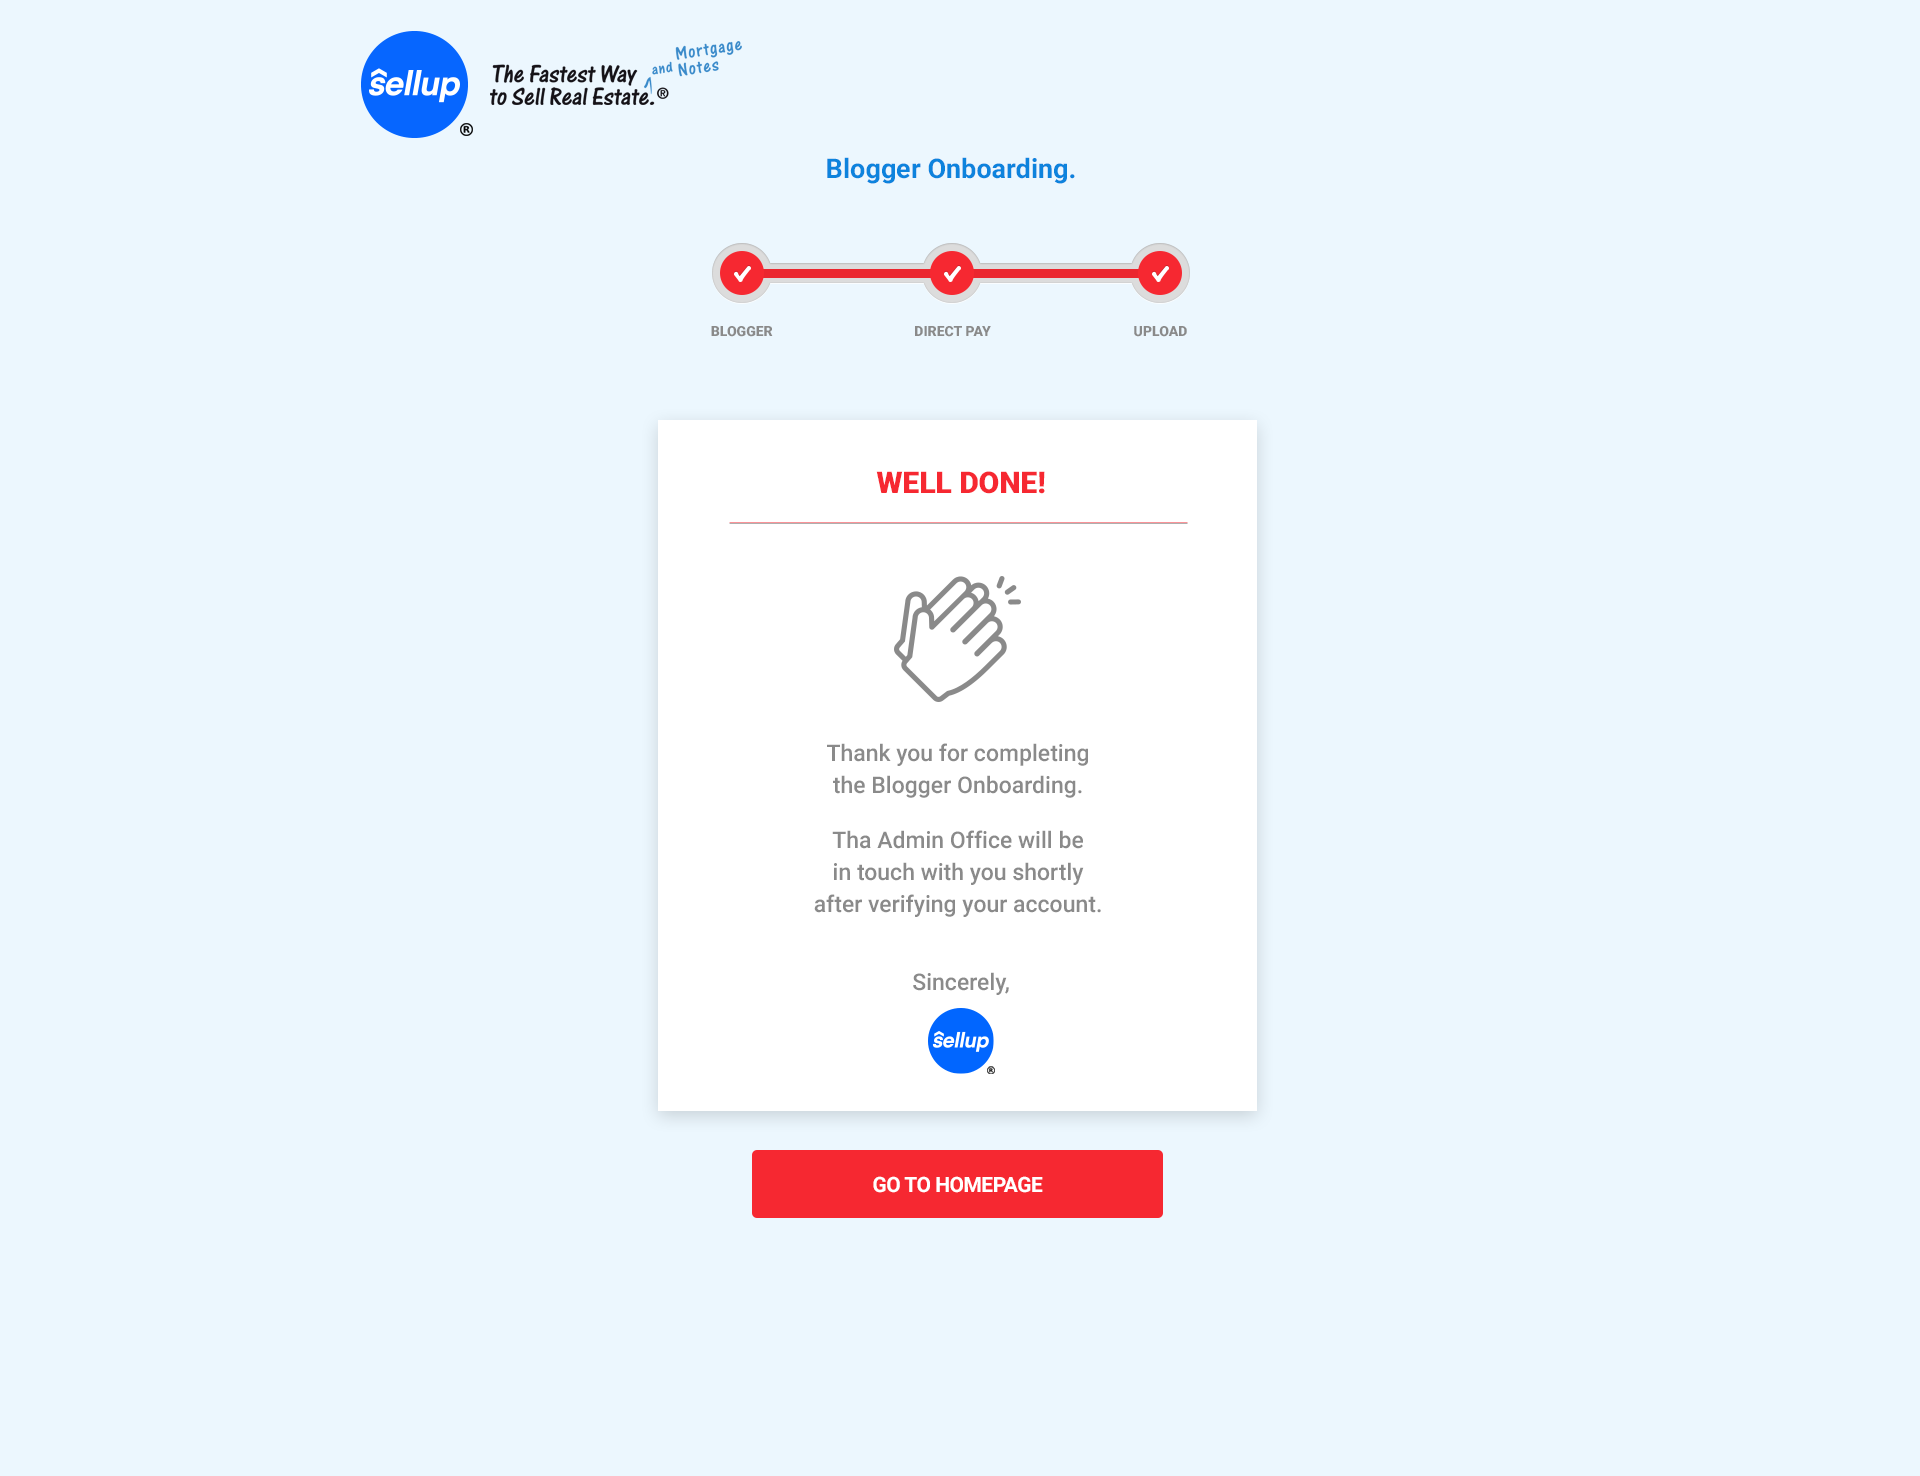 sellup
®
The Fastest Way
to Sell Real Estate.®
and Mortgage
Notes
Blogger Onboarding.
BLOGGER
DIRECT PAY
UPLOAD
WELL DONE!
Thank you for completing
the Blogger Onboarding.
Tha Admin Office will be
in touch with you shortly
after verifying your account.
Sincerely,
sellup
®
GO TO HOMEPAGE